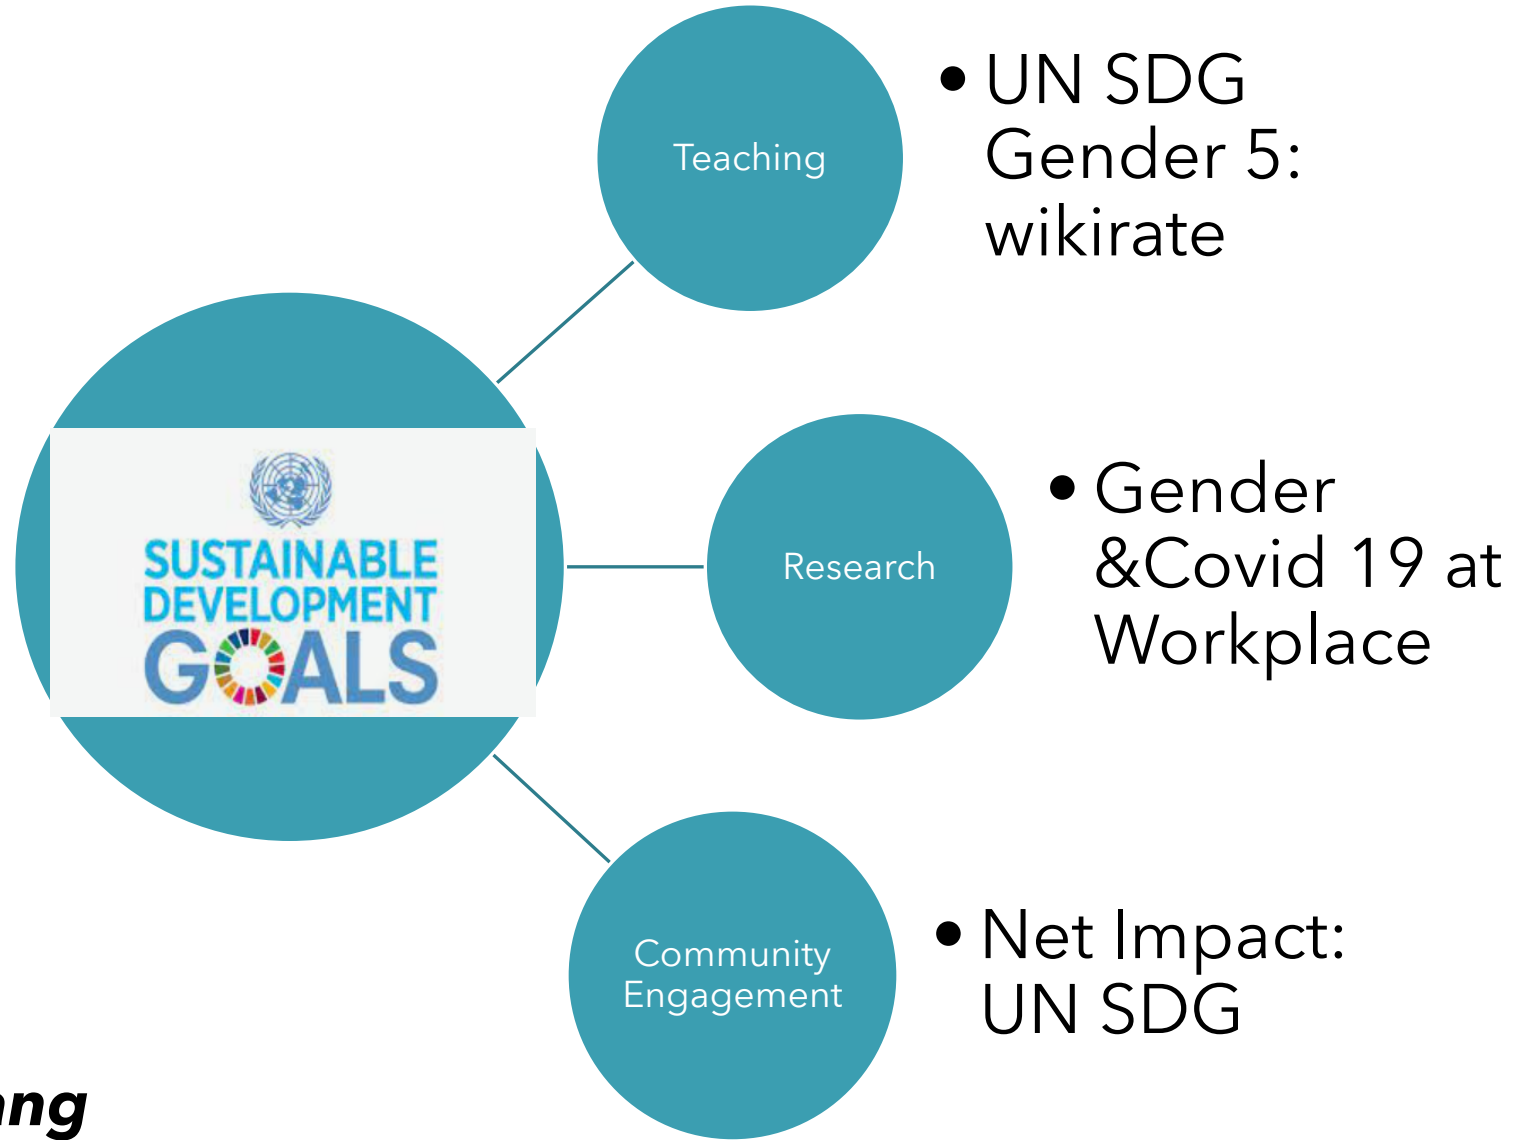 Teaching
• UN SDG
Gender 5:
wikirate
SUSTAINABLE
DEVELOPMENT
GOALS
Research
• Gender
&Covid 19 at
Workplace
Community
Engagement
• Net Impact:
UN SDG